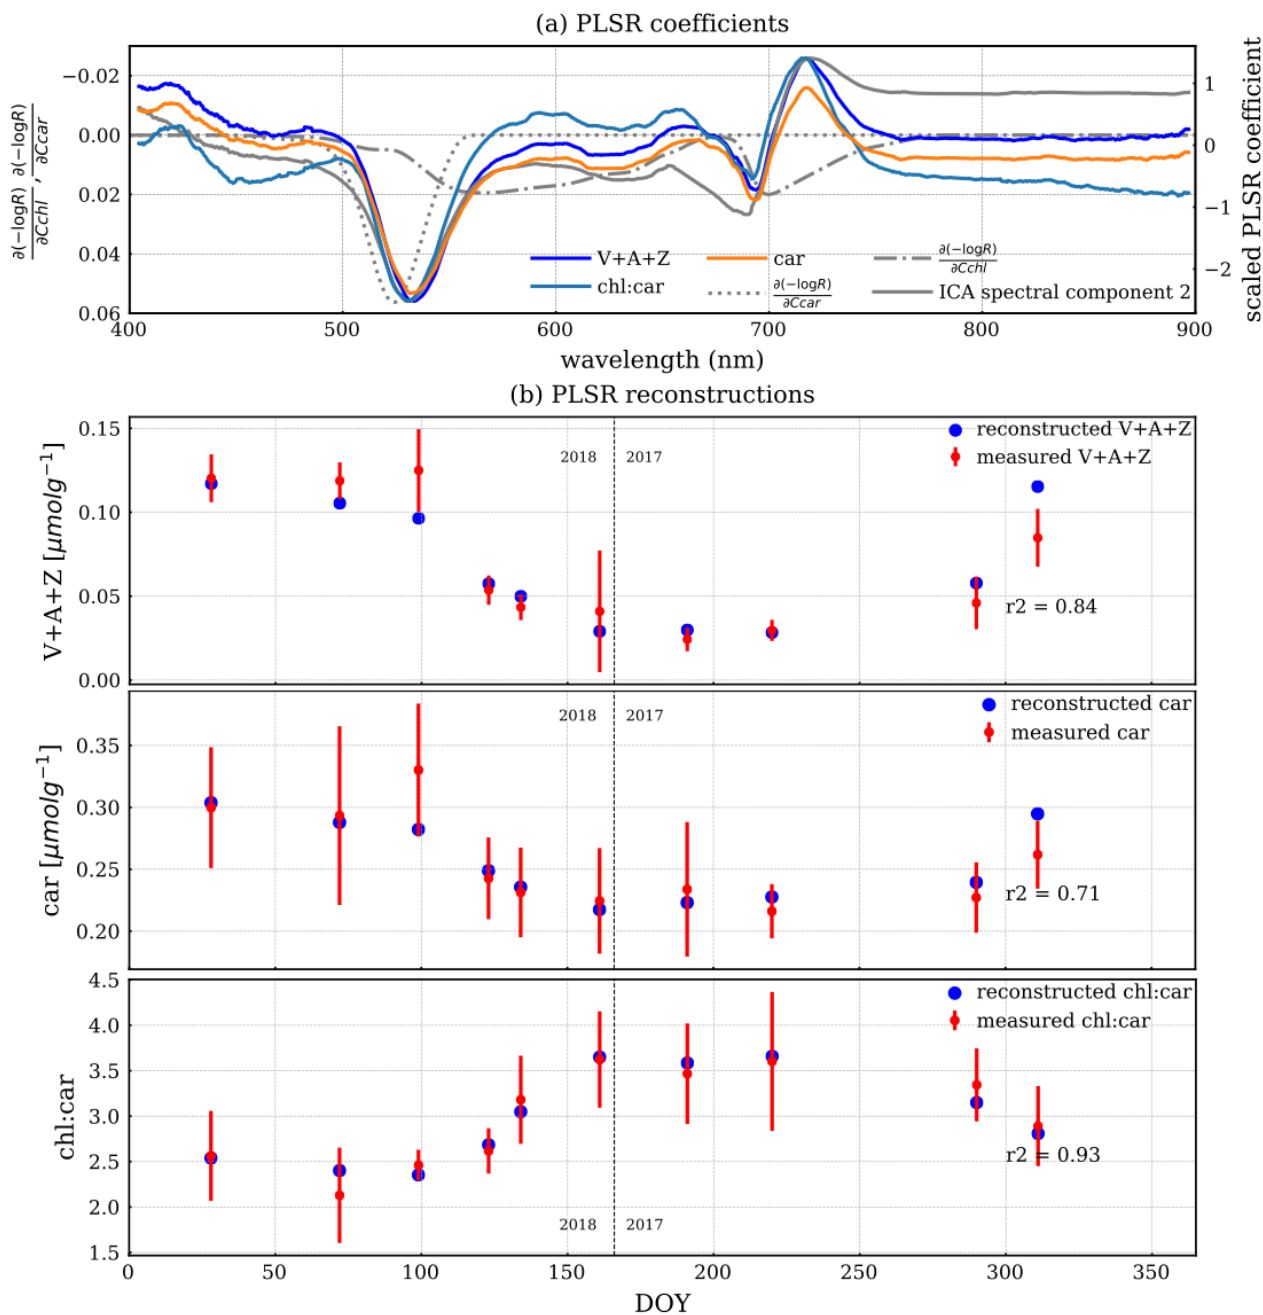 (a) PLSR coefficients
∂(−logR)/∂Cchl, ∂(−logR)/∂Ccar
−0.02
0.00
0.02
0.04
0.06
1
0
−1
−2
scaled PLSR coefficient
V+A+Z
car
∂(−logR)/∂Cchl
chl:car
∂(−logR)/∂Ccar
ICA spectral component 2
400 500 600 700 800 900
wavelength (nm)
(b) PLSR reconstructions
V+A+Z [μmolg⁻¹]
0.15
0.10
0.05
0.00
reconstructed V+A+Z
measured V+A+Z
2018 2017
r2 = 0.84
car [μmolg⁻¹]
0.35
0.30
0.25
0.20
reconstructed car
measured car
2018 2017
r2 = 0.71
chl:car
4.5
4.0
3.5
3.0
2.5
2.0
1.5
reconstructed chl:car
measured chl:car
r2 = 0.93
2018 2017
0 50 100 150 200 250 300 350
DOY